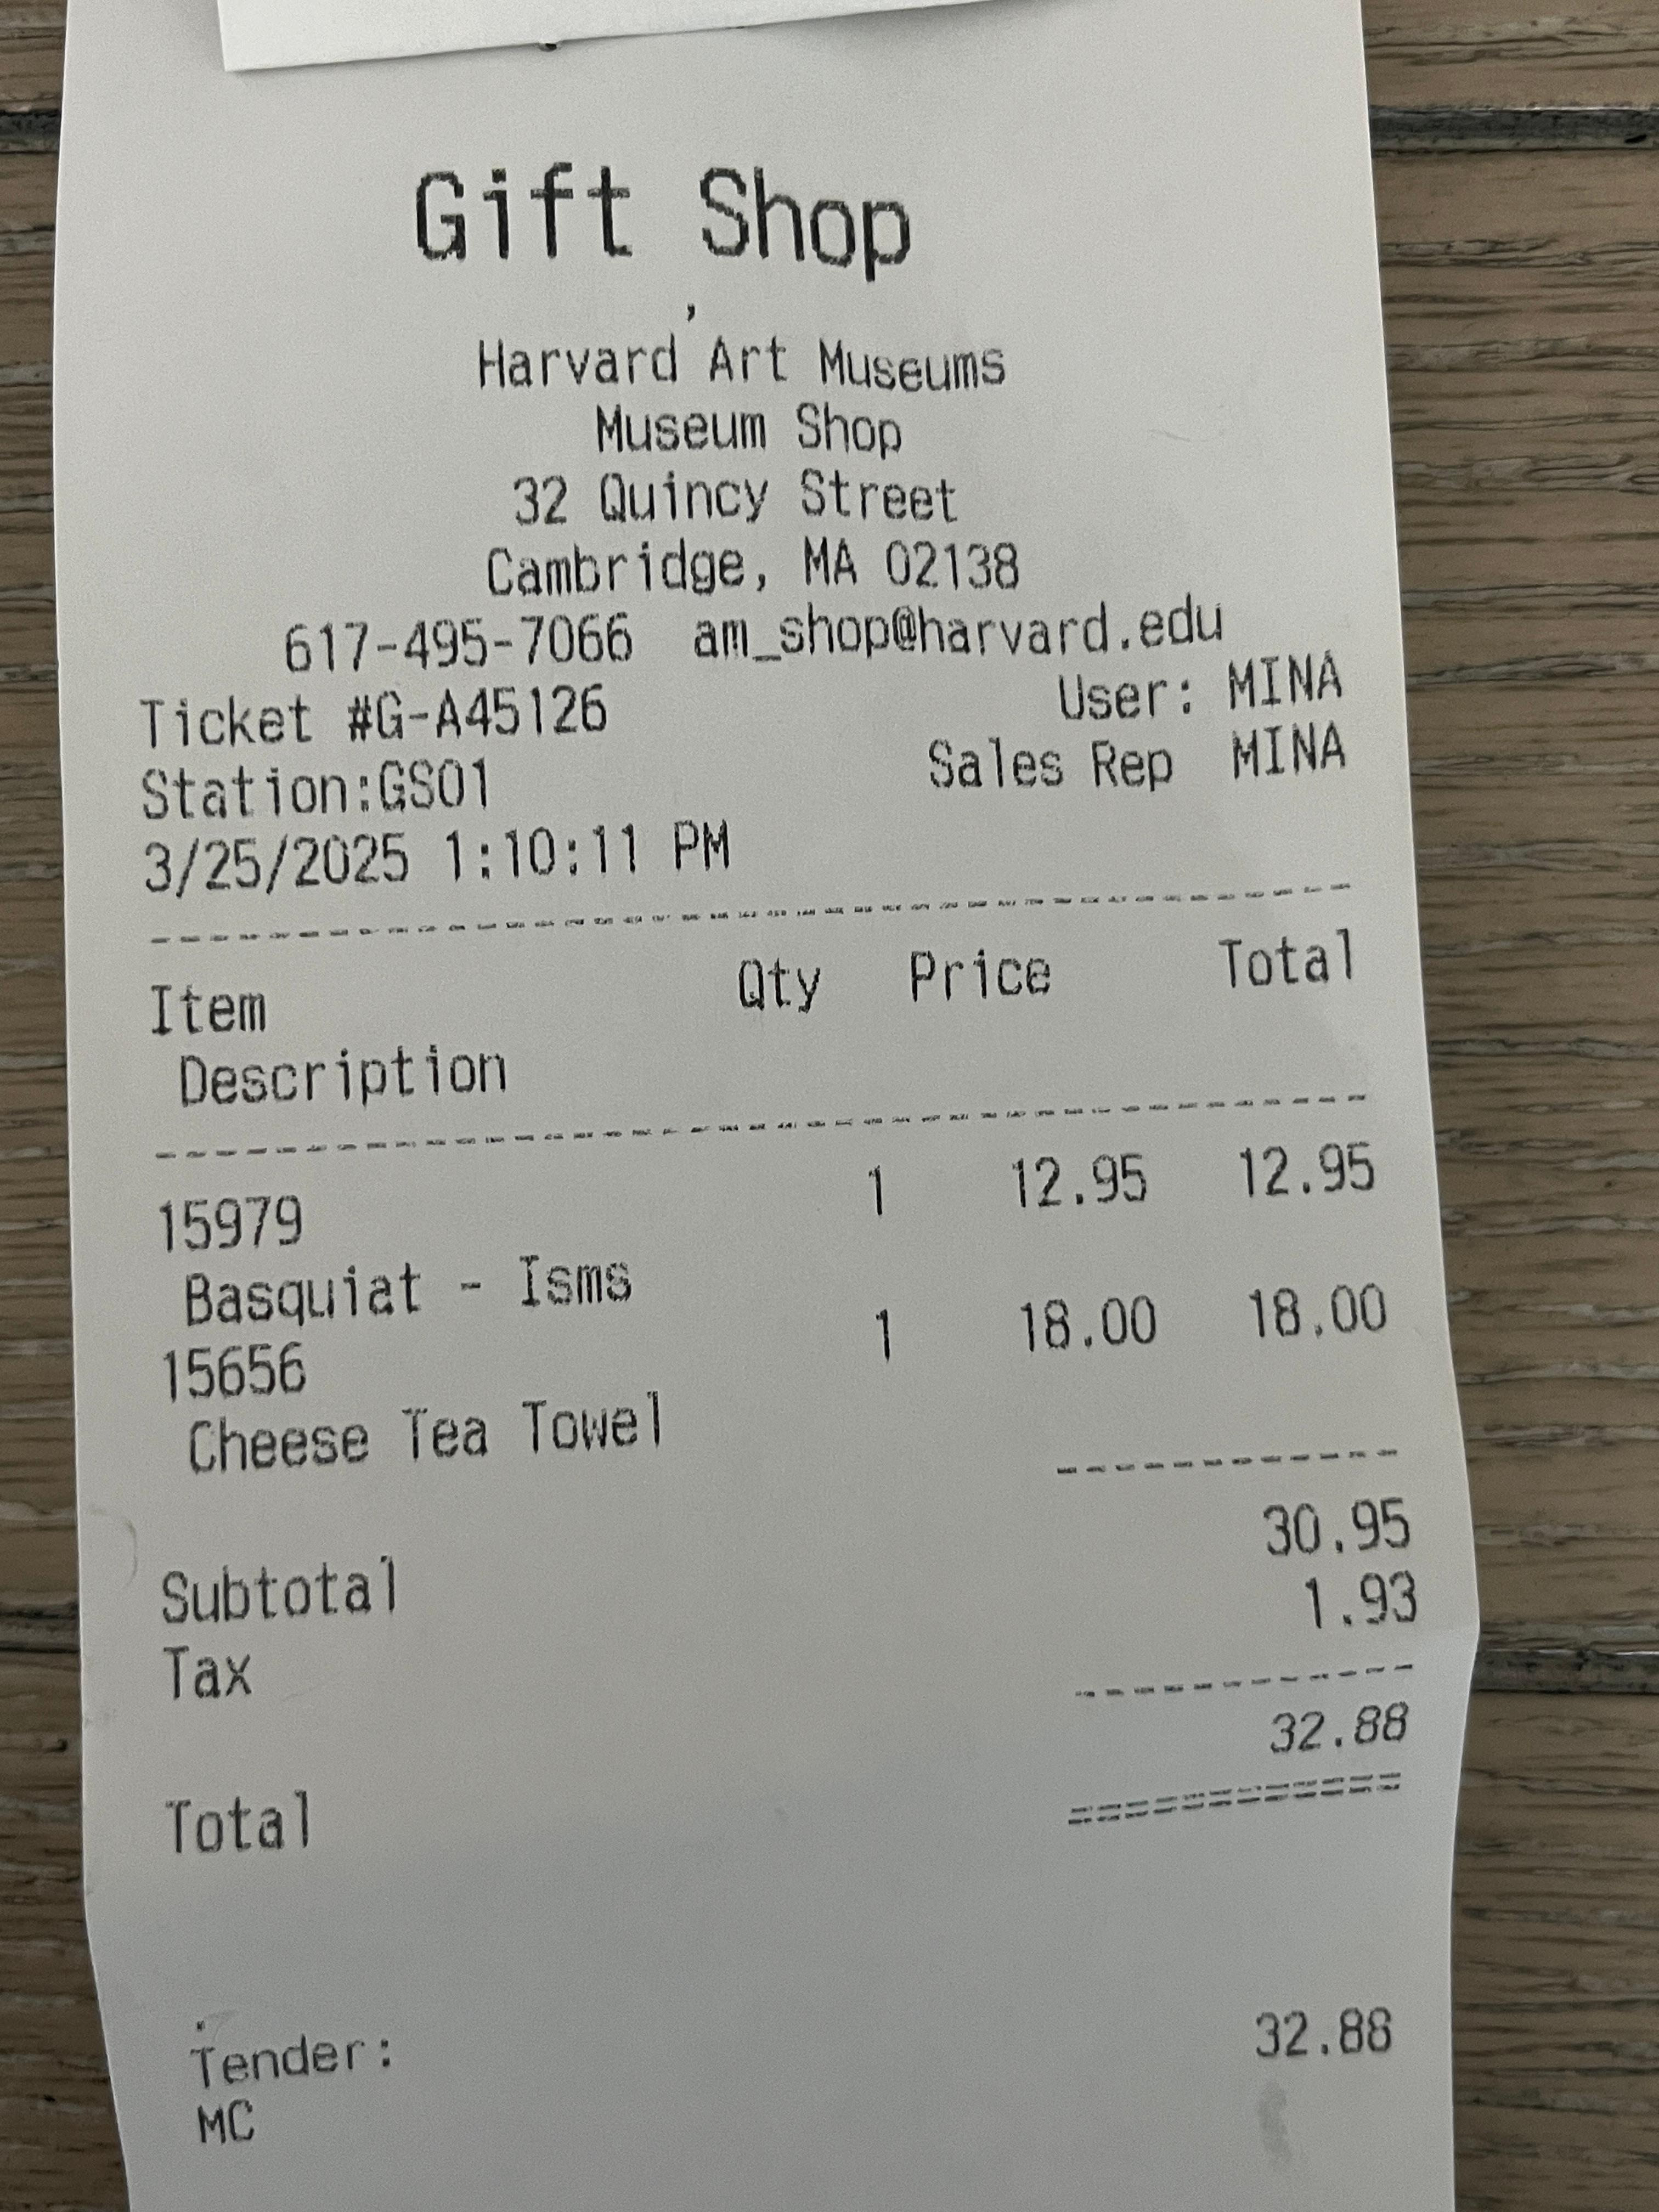 Gift Shop
,
Harvard Art Museums
Museum Shop
32 Quincy Street
Cambridge, MA 02138
617-495-7066 am_shop@harvard.edu
Ticket #G-A45126 User: MINA
Station:GS01 Sales Rep MINA
3/25/2025 1:10:11 PM
Item Qty Price Total
Description
15979 1 12.95 12.95
Basquiat - Isms
15656 1 18.00 18.00
Cheese Tea Towel
Subtotal 30.95
Tax 1.93
Total 32.88
Tender:
MC 32.88